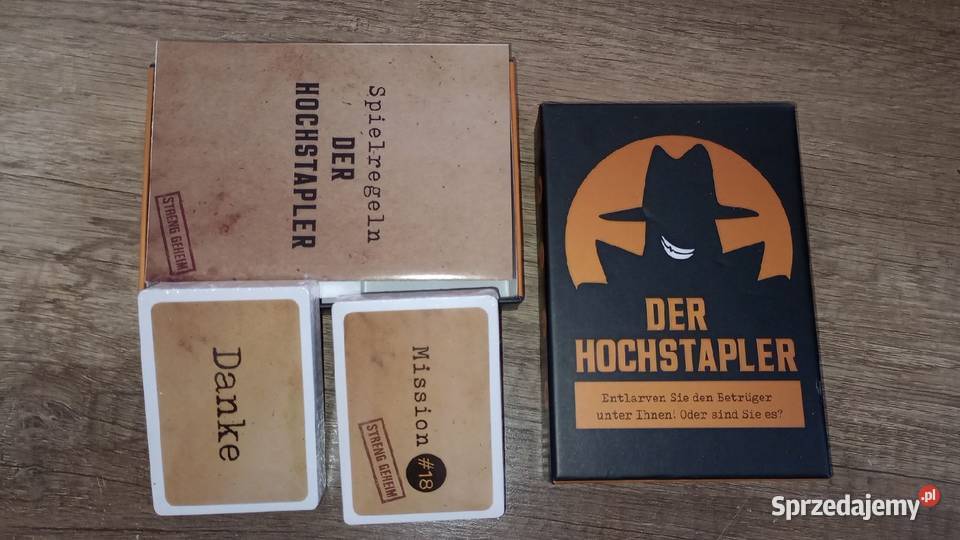 Spielregeln
DER
HOCHSTAPLER
STRENG GEHEIM
Danke
Mission #18
STRENG GEHEIM
DER
HOCHSTAPLER
Entlarven Sie den Betrüger
unter Ihnen! Oder sind Sie es?
Sprzedajemy.pl